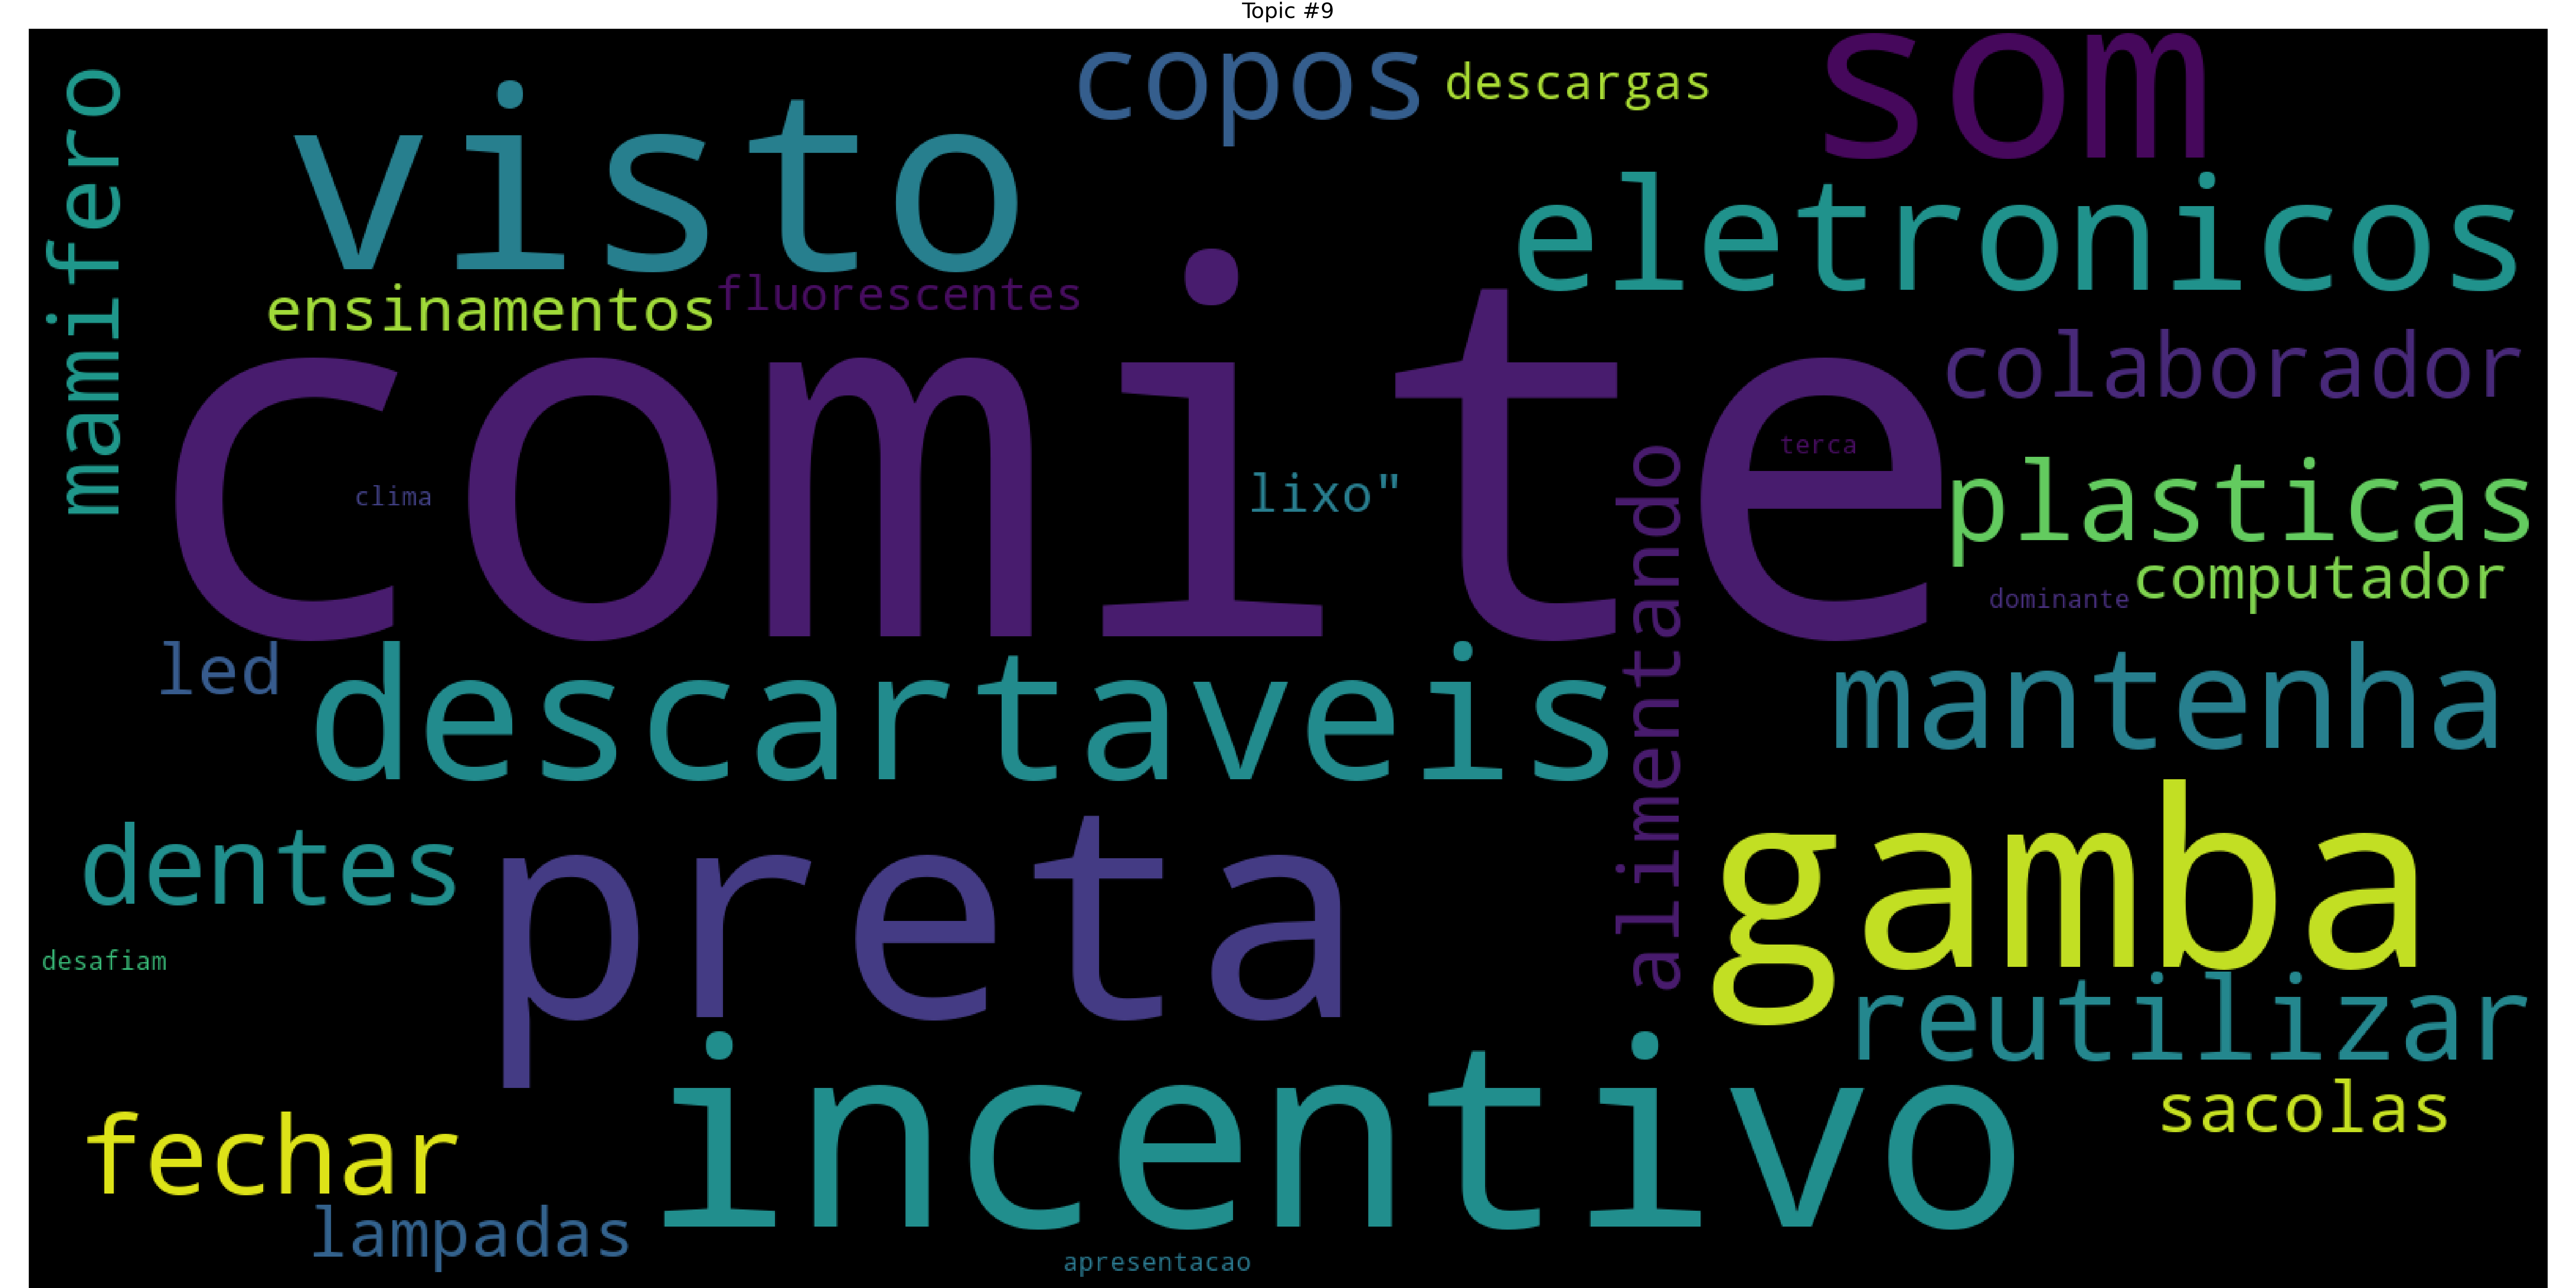 Topic #9
mamifero
visto
copos
descargas
som
eletronicos
ensinamentos
fluorescentes
comite
colaborador
terca
clima
lixo"
plasticas
computador
dominante
alimentando
led
descartaveis
mantenha
dentes
preta
gamba
desafiam
reutilizar
incentivo
sacolas
fechar
lampadas
apresentacao